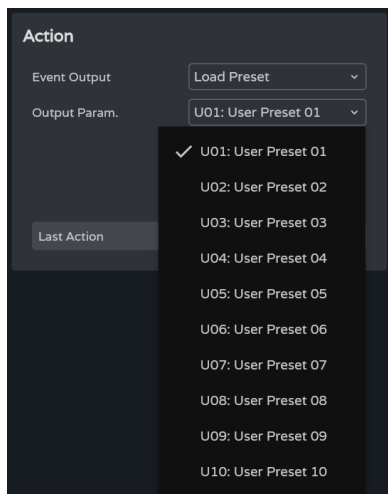 Action
Event Output Load Preset
Output Param. U01: User Preset 01
U01: User Preset 01
U02: User Preset 02
U03: User Preset 03
Last Action
U04: User Preset 04
U05: User Preset 05
U06: User Preset 06
U07: User Preset 07
U08: User Preset 08
U09: User Preset 09
U10: User Preset 10